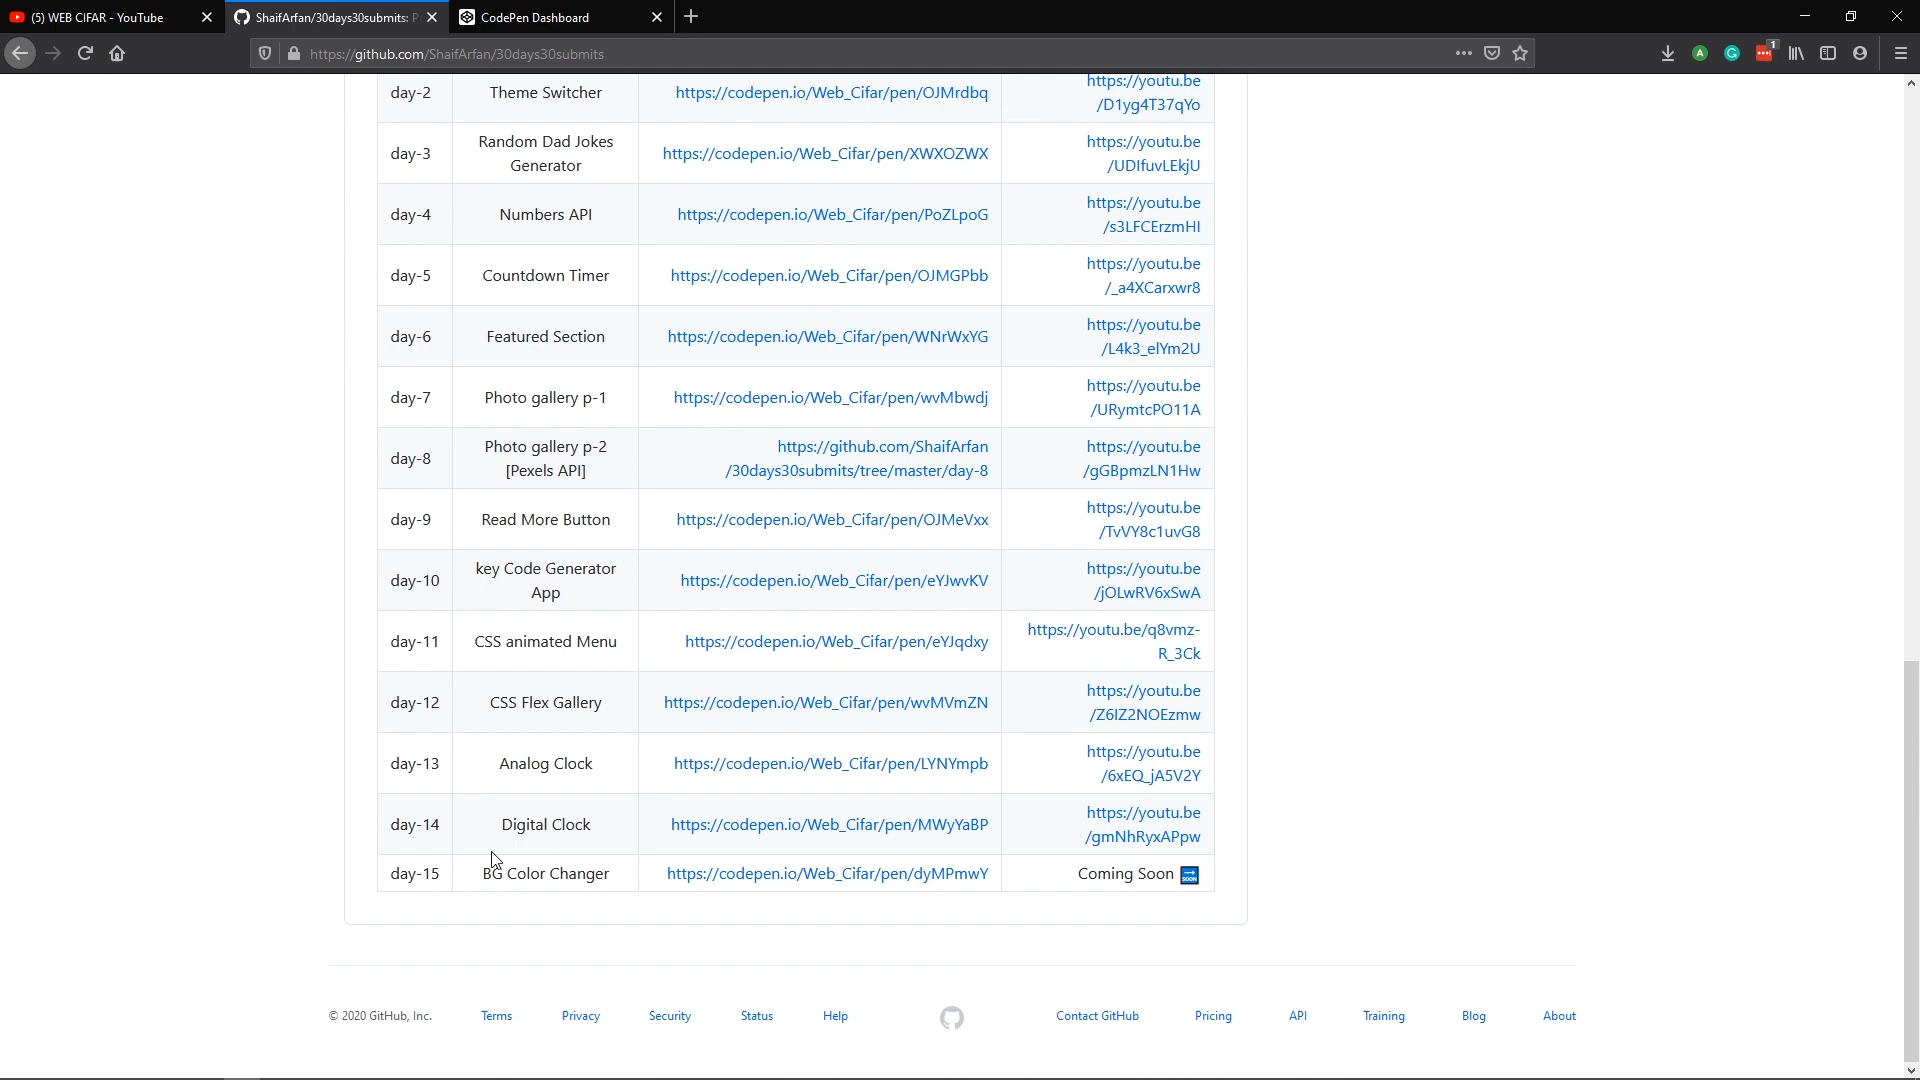 (5) WEB CIFAR - YouTube
ShaifArfan/30days30submits: P
CodePen Dashboard
https://github.com/ShaifArfan/30days30submits
1
day-2 Theme Switcher https://codepen.io/Web_Cifar/pen/OJMrdbq https://youtu.be
/D1yg4T37qYo
day-3 Random Dad Jokes
Generator https://codepen.io/Web_Cifar/pen/XWXOZWX https://youtu.be
/UDIfuvLEkjU
day-4 Numbers API https://codepen.io/Web_Cifar/pen/PoZLpoG https://youtu.be
/s3LFCErzmHI
day-5 Countdown Timer https://codepen.io/Web_Cifar/pen/OJMGPbb https://youtu.be
/_a4XCarxwr8
day-6 Featured Section https://codepen.io/Web_Cifar/pen/WNrWxYG https://youtu.be
/L4k3_elYm2U
day-7 Photo gallery p-1 https://codepen.io/Web_Cifar/pen/wvMbwdj https://youtu.be
/URymtcPO11A
day-8 Photo gallery p-2
[Pexels API] https://github.com/ShaifArfan
/30days30submits/tree/master/day-8 https://youtu.be
/gGBpmzLN1Hw
day-9 Read More Button https://codepen.io/Web_Cifar/pen/OJMeVxx https://youtu.be
/TvVY8c1uvG8
day-10 key Code Generator
App https://codepen.io/Web_Cifar/pen/eYJwvKV https://youtu.be
/jOLwRV6xSwA
day-11 CSS animated Menu https://codepen.io/Web_Cifar/pen/eYJqdxy https://youtu.be/q8vmz-
R_3Ck
day-12 CSS Flex Gallery https://codepen.io/Web_Cifar/pen/wvMVmZN https://youtu.be
/Z6IZ2NOEzmw
day-13 Analog Clock https://codepen.io/Web_Cifar/pen/LYNYmpb https://youtu.be
/6xEQ_jA5V2Y
day-14 Digital Clock https://codepen.io/Web_Cifar/pen/MWyYaBP https://youtu.be
/gmNhRyxAPpw
day-15 BG Color Changer https://codepen.io/Web_Cifar/pen/dyMPmwY Coming Soon SOON
© 2020 GitHub, Inc. Terms Privacy Security Status Help Contact GitHub Pricing API Training Blog About